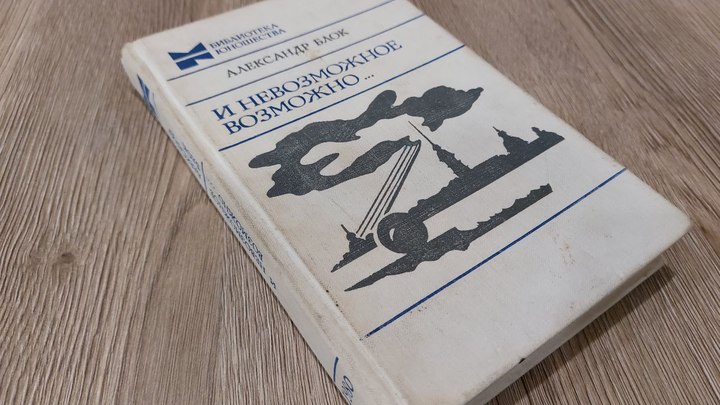 БИБЛИОТЕКА
ЮНОШЕСТВА
АЛЕКСАНДР БЛОК
И НЕВОЗМОЖНОЕ
ВОЗМОЖНО...